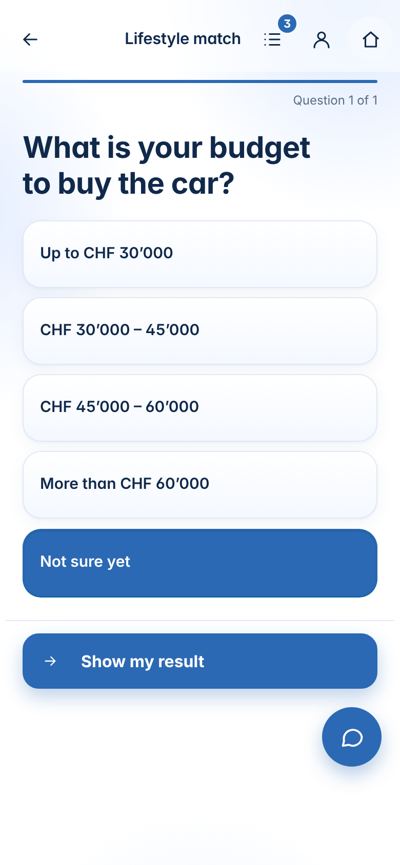 3
Lifestyle match
Question 1 of 1
What is your budget
to buy the car?
Up to CHF 30’000
CHF 30’000 – 45’000
CHF 45’000 – 60’000
More than CHF 60’000
Not sure yet
Show my result